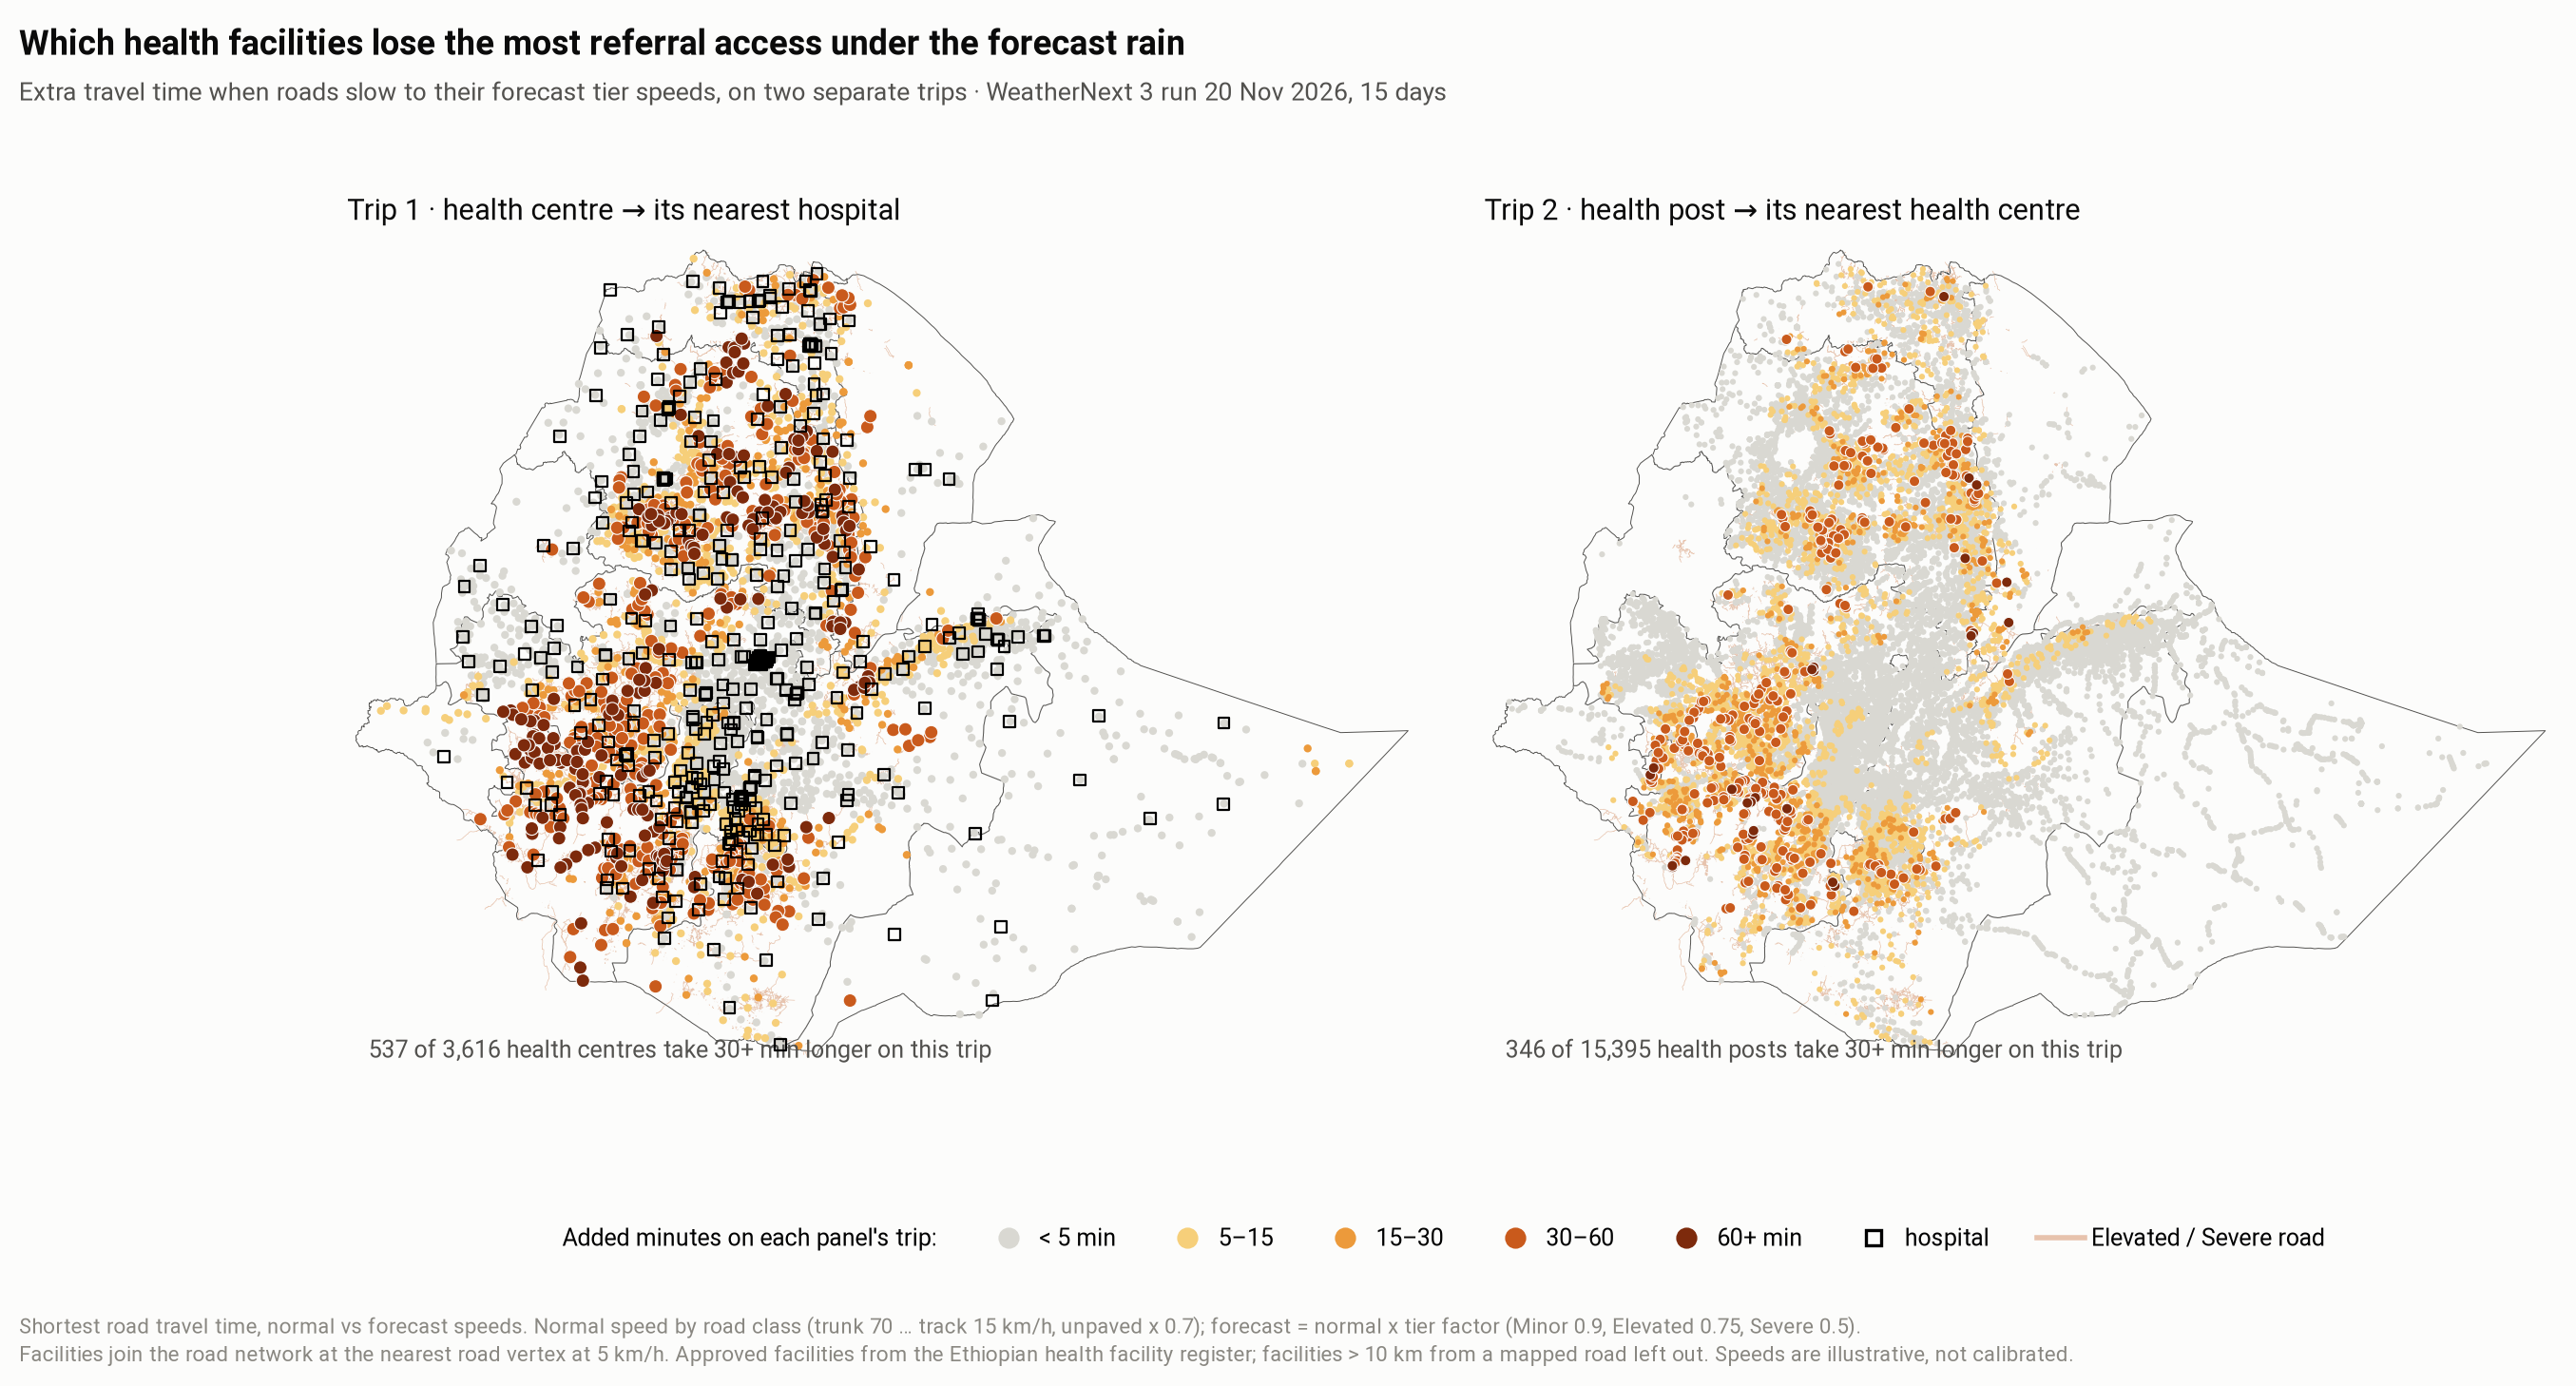 Which health facilities lose the most referral access under the forecast rain
Extra travel time when roads slow to their forecast tier speeds, on two separate trips · WeatherNext 3 run 20 Nov 2026, 15 days
Trip 1 · health centre → its nearest hospital
Trip 2 · health post → its nearest health centre
537 of 3,616 health centres take 30+ min longer on this trip
346 of 15,395 health posts take 30+ min longer on this trip
Added minutes on each panel's trip: < 5 min 5–15 15–30 30–60 60+ min hospital Elevated / Severe road
Shortest road travel time, normal vs forecast speeds. Normal speed by road class (trunk 70 … track 15 km/h, unpaved x 0.7); forecast = normal x tier factor (Minor 0.9, Elevated 0.75, Severe 0.5).
Facilities join the road network at the nearest road vertex at 5 km/h. Approved facilities from the Ethiopian health facility register; facilities > 10 km from a mapped road left out. Speeds are illustrative, not calibrated.